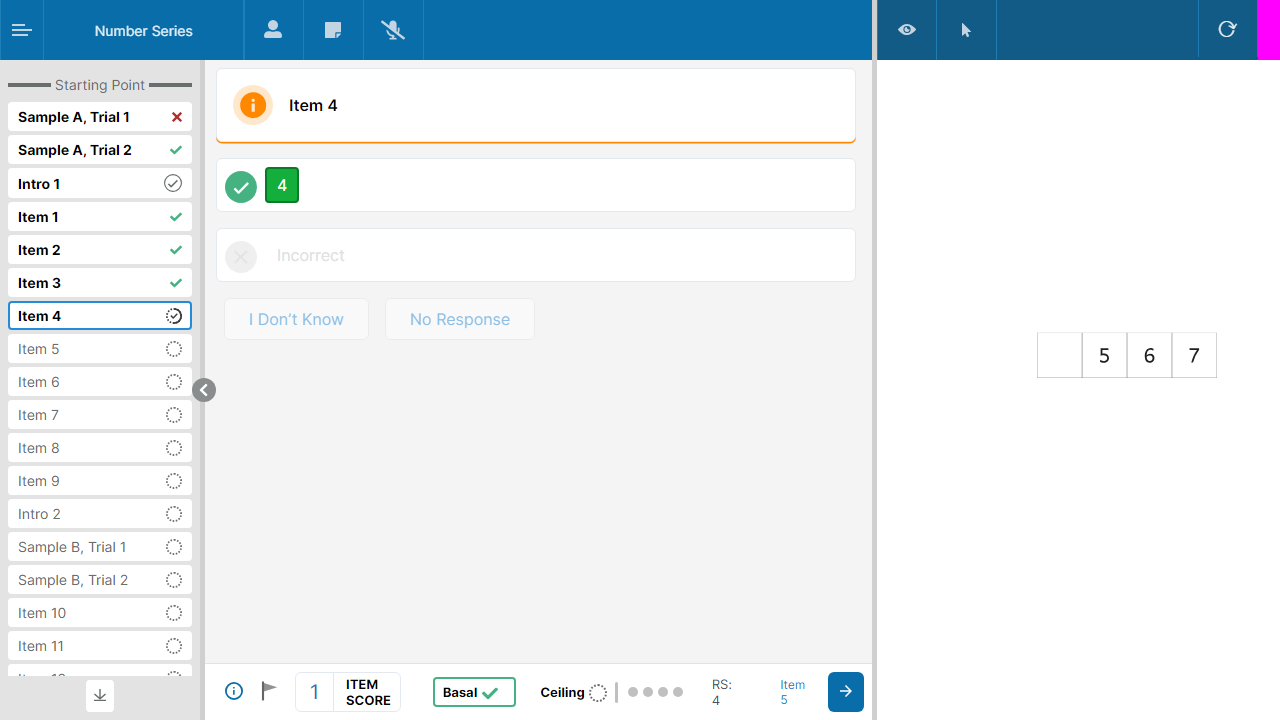 Number Series
Starting Point
Sample A, Trial 1
Sample A, Trial 2
Intro 1
Item 1
Item 2
Item 3
Item 4
Item 5
Item 6
Item 7
Item 8
Item 9
Intro 2
Sample B, Trial 1
Sample B, Trial 2
Item 10
Item 11
Item 4
4
Incorrect
I Don't Know
No Response
5 6 7
1
ITEM
SCORE
Basal
Ceiling
RS:
4
Item
5